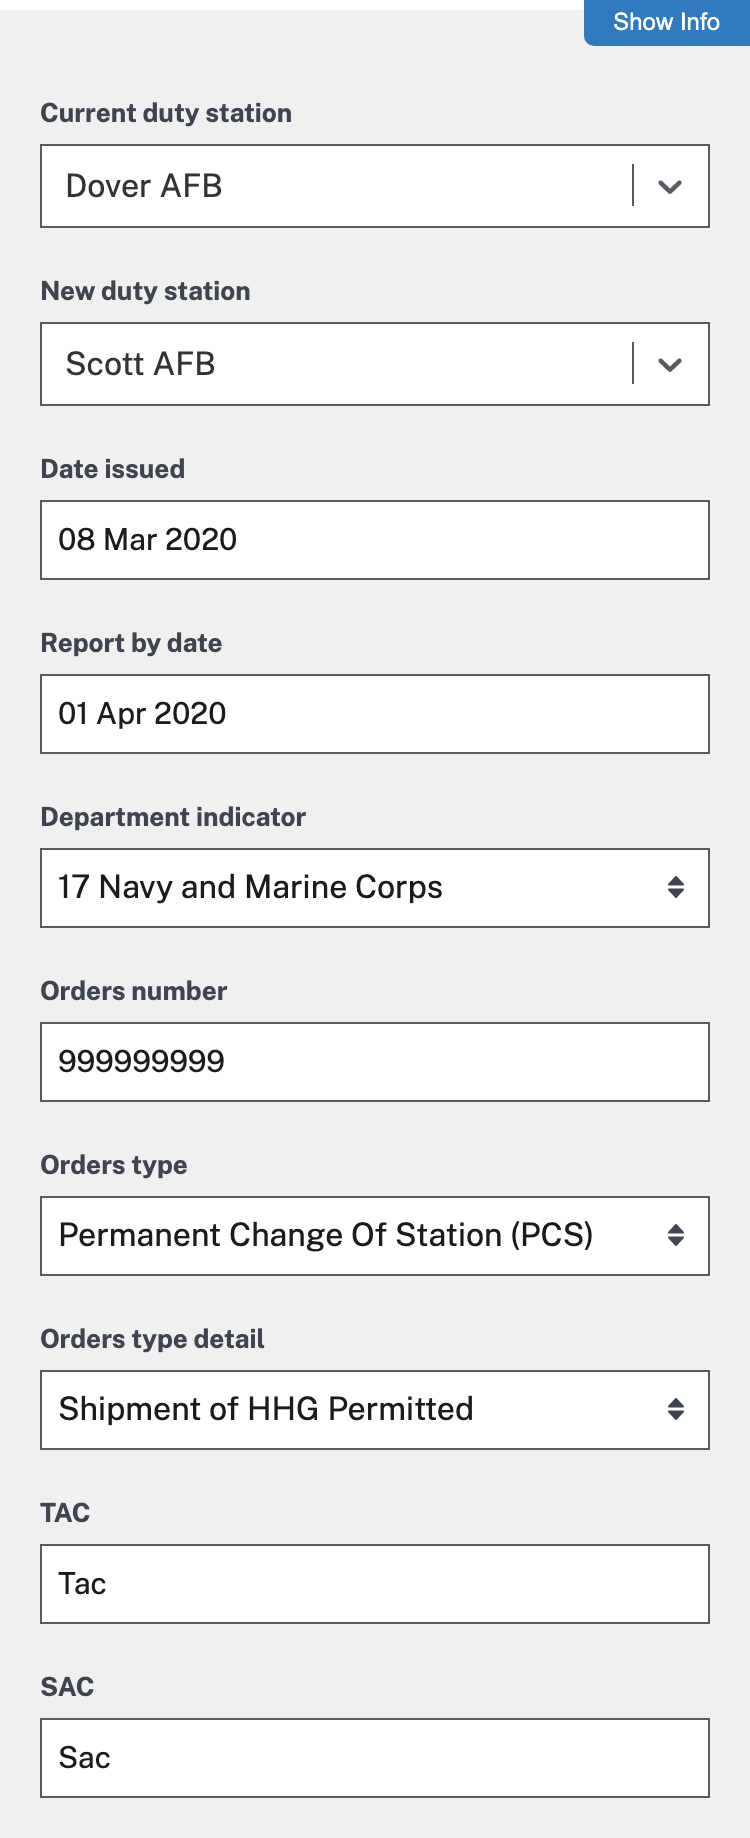 Show Info
Current duty station
Dover AFB
New duty station
Scott AFB
Date issued
08 Mar 2020
Report by date
01 Apr 2020
Department indicator
17 Navy and Marine Corps
Orders number
999999999
Orders type
Permanent Change Of Station (PCS)
Orders type detail
Shipment of HHG Permitted
TAC
Tac
SAC
Sac